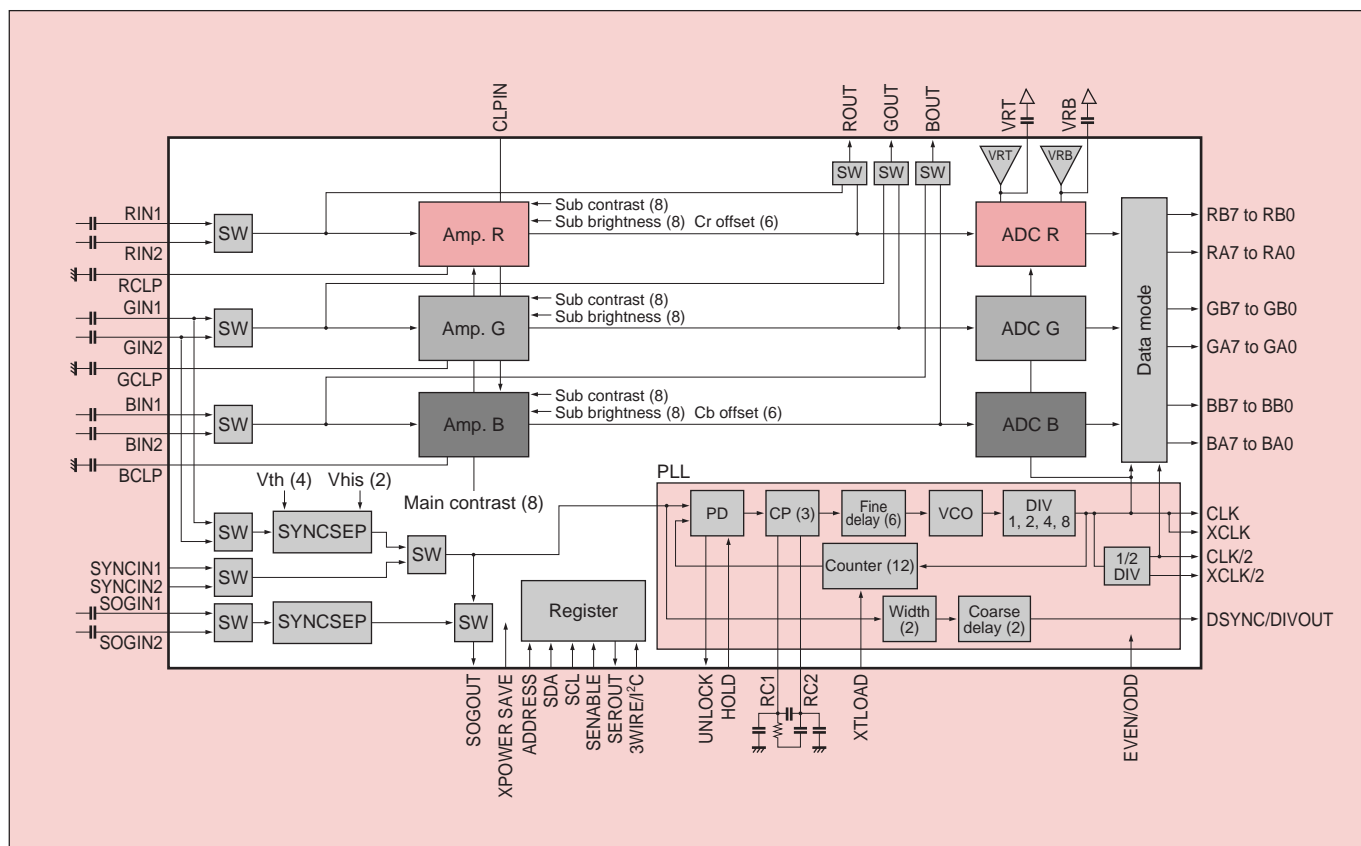 CLPIN
ROUT
GOUT
BOUT
VRT
VRB
VRT
VRB
SW
SW
SW
RIN1
RIN2
RCLP
SW
Amp. R
Sub contrast (8)
Sub brightness (8) Cr offset (6)
ADC R
RB7 to RB0
RA7 to RA0
GIN1
GIN2
GCLP
SW
Amp. G
Sub contrast (8)
Sub brightness (8)
ADC G
Data mode
GB7 to GB0
GA7 to GA0
BIN1
BIN2
BCLP
SW
Amp. B
Sub contrast (8)
Sub brightness (8) Cb offset (6)
ADC B
BB7 to BB0
BA7 to BA0
Vth (4)
Vhis (2)
Main contrast (8)
PLL
SW
SYNCSEP
SW
PD
CP (3)
Fine
delay (6)
VCO
DIV
1, 2, 4, 8
CLK
XCLK
SYNCIN1
SYNCIN2
SW
Counter (12)
1/2
DIV
CLK/2
XCLK/2
SOGIN1
SOGIN2
SW
SYNCSEP
SW
Register
Width
(2)
Coarse
delay (2)
DSYNC/DIVOUT
SOGOUT
XPOWER SAVE
ADDRESS
SDA
SCL
SENABLE
SEROUT
3WIRE/I²C
UNLOCK
HOLD
RC1
RC2
XTLOAD
EVEN/ODD